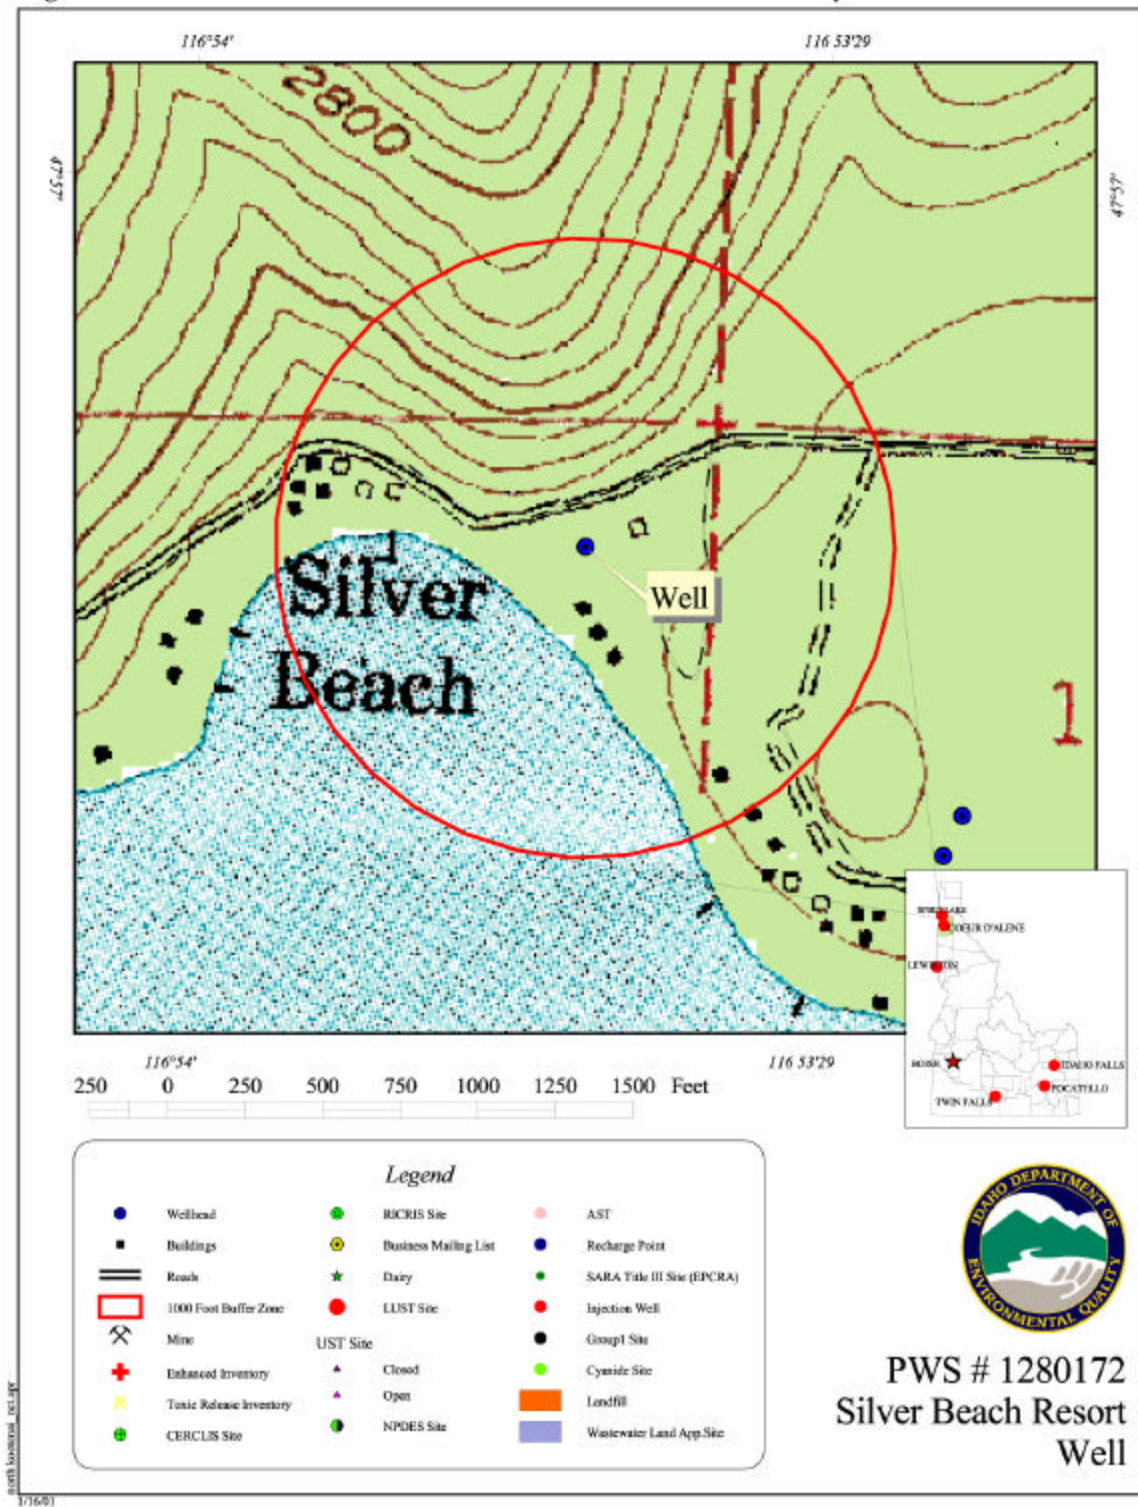 116°54'
116 53'29
47°57'
47°57'
2800
Silver
Beach
Well
1
116°54'
116 53'29
250 0 250 500 750 1000 1250 1500 Feet
COEUR D'ALENE
LEWISTON
BOISE
IDAHO FALLS
POCATELLO
TWIN FALLS
Legend
Wellhead
Buildings
Roads
1000 Foot Buffer Zone
Mine
Enhanced Inventory
Toxic Release Inventory
CERCLIS Site
RICRIS Site
Business Mailing List
Dairy
LUST Site
UST Site
Closed
Open
NPDES Site
AST
Recharge Point
SARA Title III Site (EPCRA)
Injection Well
Group1 Site
Cyanide Site
Landfill
Wastewater Land App.Site
IDAHO DEPARTMENT OF
ENVIRONMENTAL QUALITY
PWS # 1280172
Silver Beach Resort
Well
1/16/01